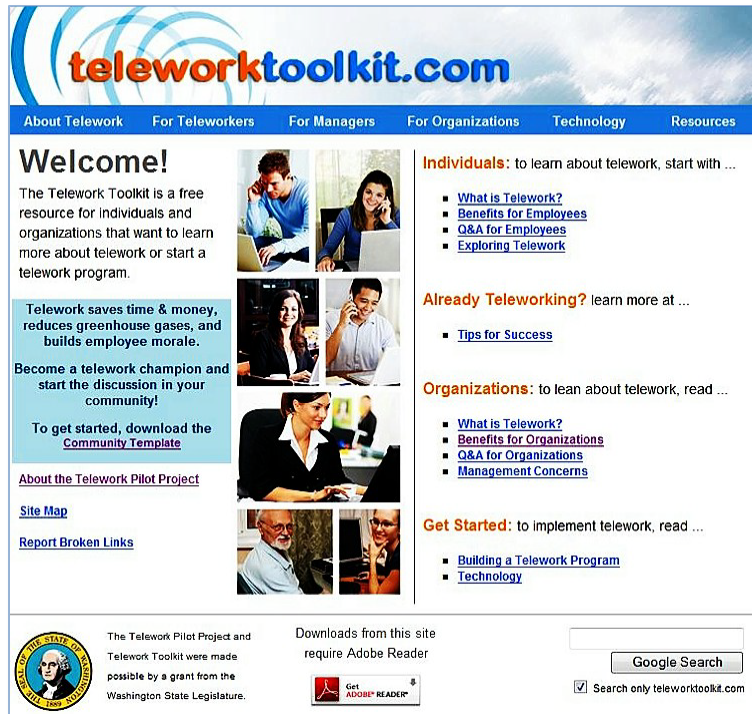 teleworktoolkit.com
About Telework
For Teleworkers
For Managers
For Organizations
Technology
Resources
Welcome!
The Telework Toolkit is a free
resource for individuals and
organizations that want to learn
more about telework or start a
telework program.
Telework saves time & money,
reduces greenhouse gases, and
builds employee morale.
Become a telework champion and
start the discussion in your
community!
To get started, download the
Community Template
About the Telework Pilot Project
Site Map
Report Broken Links
Individuals: to learn about telework, start with ...
What is Telework?
Benefits for Employees
Q&A for Employees
Exploring Telework
Already Teleworking? learn more at ...
Tips for Success
Organizations: to lean about telework, read ...
What is Telework?
Benefits for Organizations
Q&A for Organizations
Management Concerns
Get Started: to implement telework, read ...
Building a Telework Program
Technology
THE SEAL OF THE STATE OF WASHINGTON
1889
The Telework Pilot Project and
Telework Toolkit were made
possible by a grant from the
Washington State Legislature.
Downloads from this site
require Adobe Reader
Get
ADOBE® READER®
Google Search
Search only teleworktoolkit.com